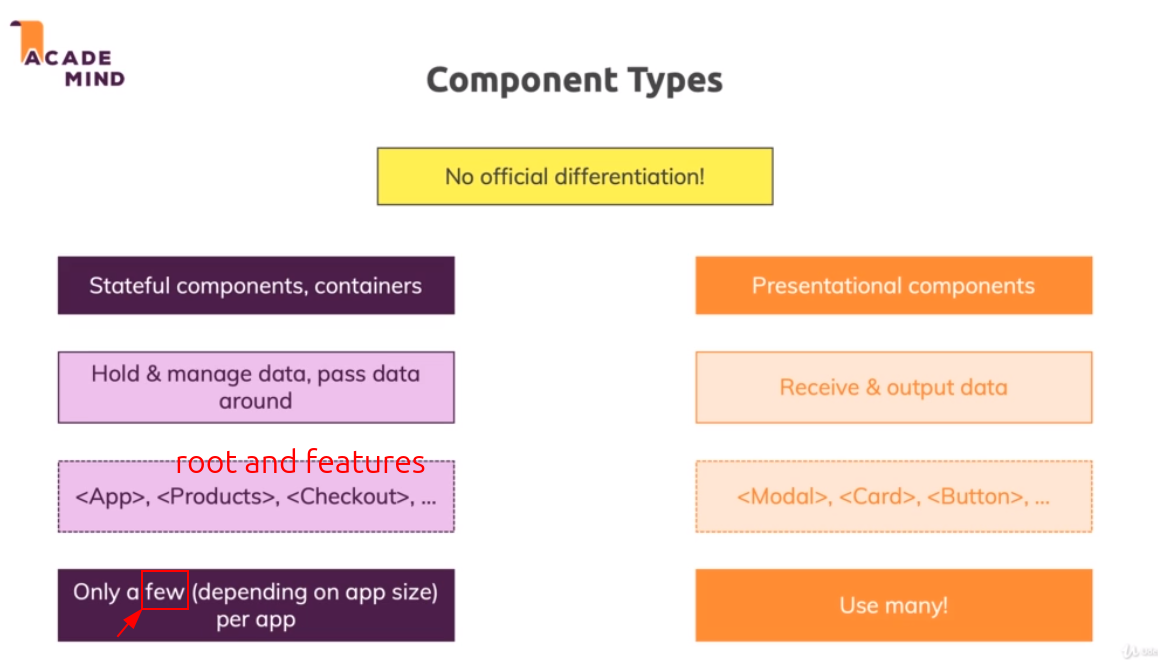 ACADE
MIND
Component Types
No official differentiation!
Stateful components, containers
Presentational components
Hold & manage data, pass data
around
Receive & output data
root and features
<App>, <Products>, <Checkout>, ...
<Modal>, <Card>, <Button>, ...
Only a few (depending on app size)
per app
Use many!